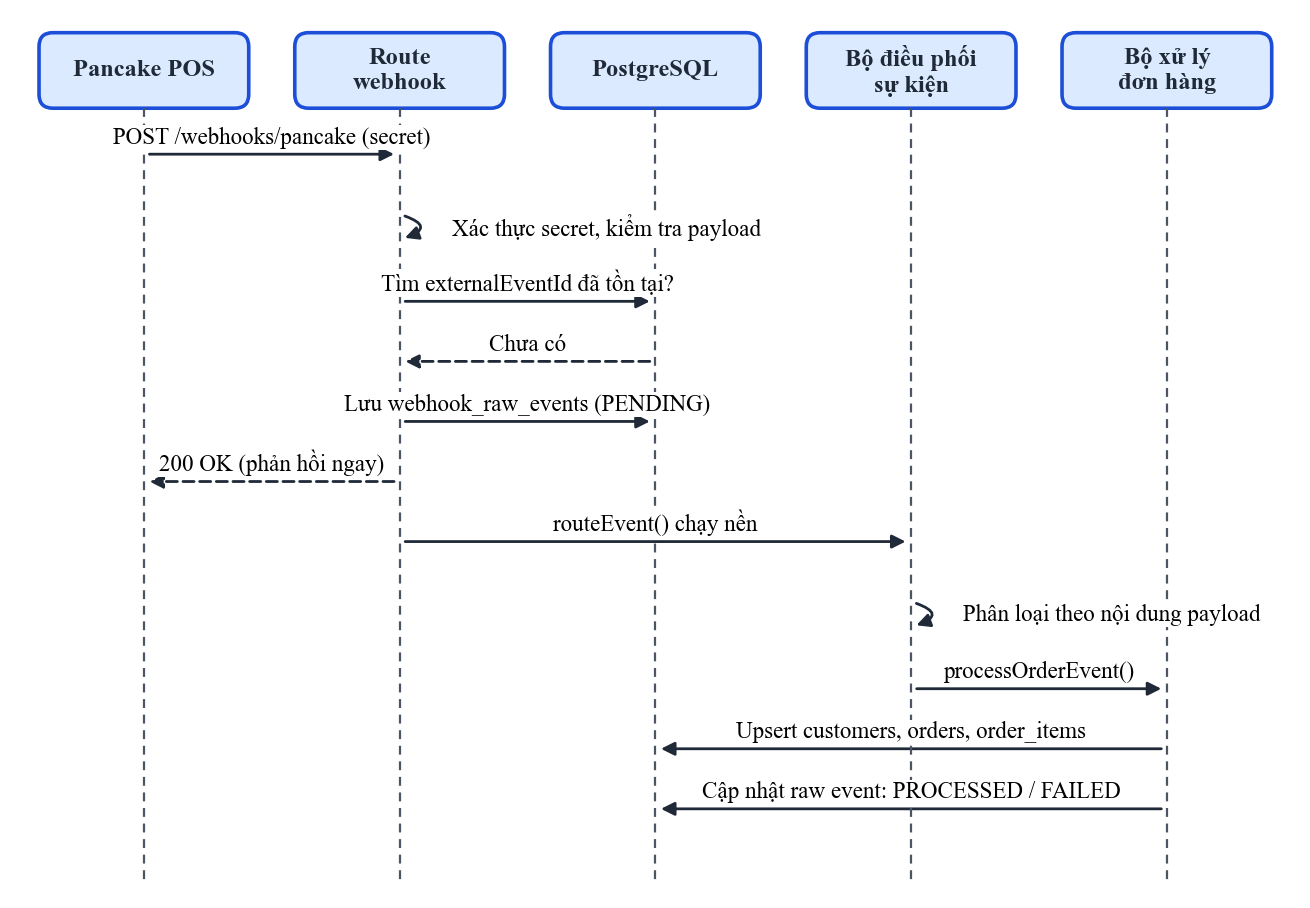 Pancake POS
Route
webhook
PostgreSQL
Bộ điều phối
sự kiện
Bộ xử lý
đơn hàng
POST /webhooks/pancake (secret)
Xác thực secret, kiểm tra payload
Tìm externalEventId đã tồn tại?
Chưa có
Lưu webhook_raw_events (PENDING)
200 OK (phản hồi ngay)
routeEvent() chạy nền
Phân loại theo nội dung payload
processOrderEvent()
Upsert customers, orders, order_items
Cập nhật raw event: PROCESSED / FAILED